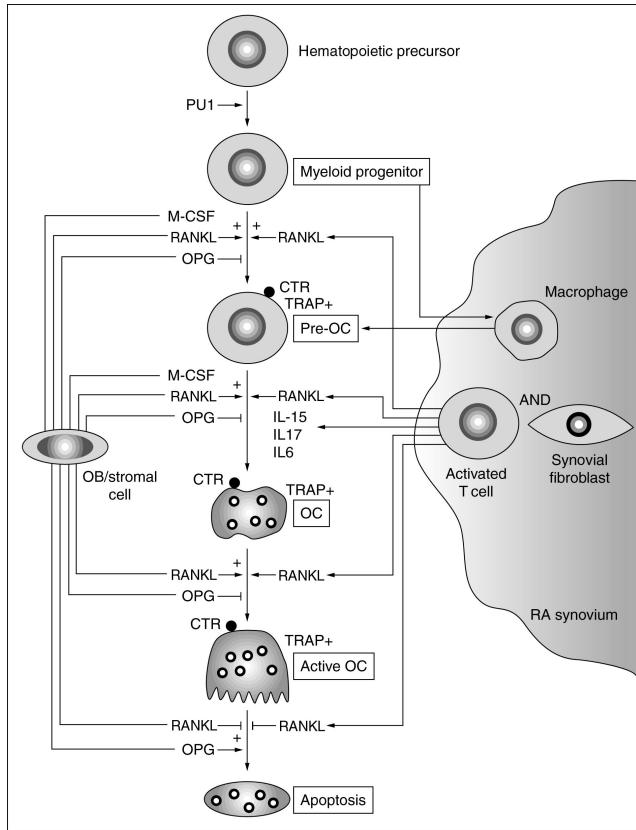 Hematopoietic precursor
PU1
Myeloid progenitor
M-CSF
+ +
RANKL RANKL
OPG
CTR
TRAP+
Pre-OC
Macrophage
M-CSF
+
RANKL RANKL
OPG
IL-15
IL17
IL6
AND
Activated
T cell
Synovial
fibroblast
OB/stromal
cell
CTR
TRAP+
OC
+
RANKL RANKL
OPG
RA synovium
CTR
TRAP+
Active OC
RANKL RANKL
+
OPG
Apoptosis